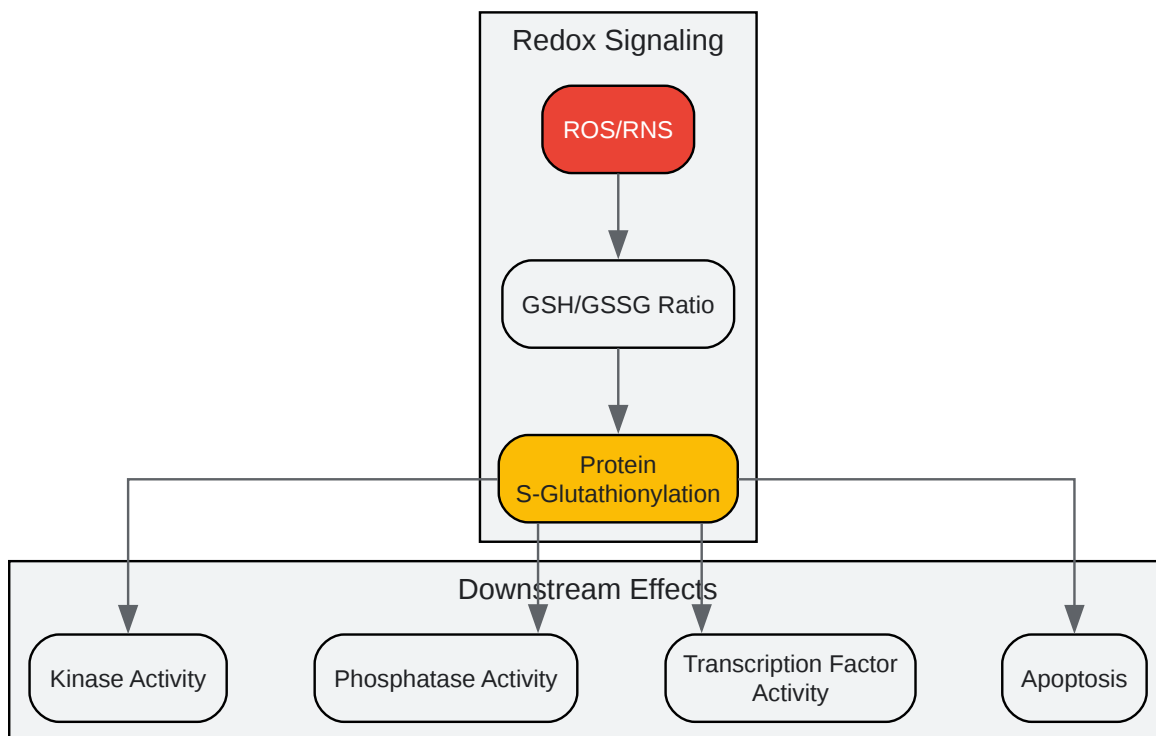 Redox Signaling
ROS/RNS
GSH/GSSG Ratio
Protein
S-Glutathionylation
Downstream Effects
Kinase Activity
Phosphatase Activity
Transcription Factor
Activity
Apoptosis